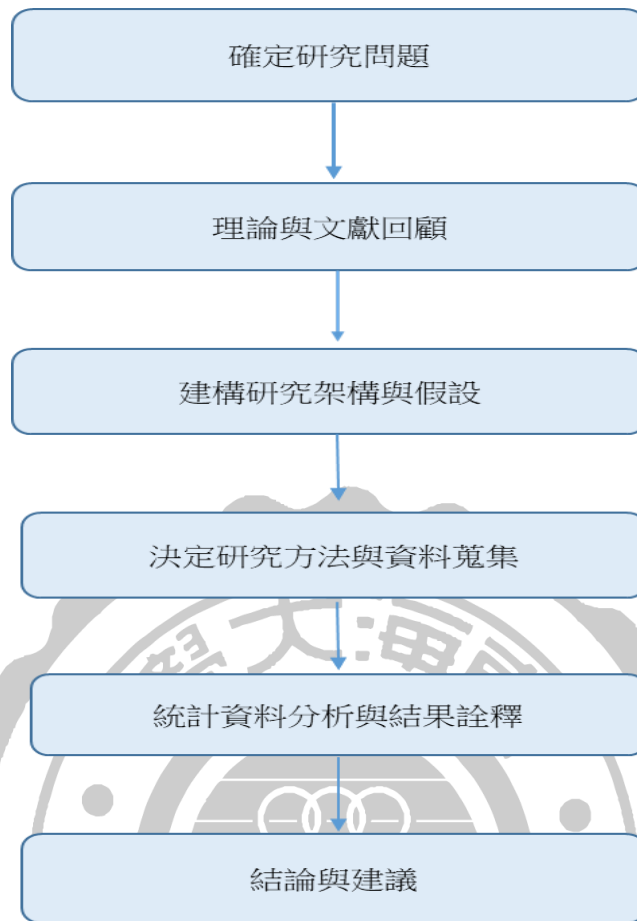 確定研究問題
理論與文獻回顧
建構研究架構與假設
決定研究方法與資料蒐集
統計資料分析與結果詮釋
結論與建議